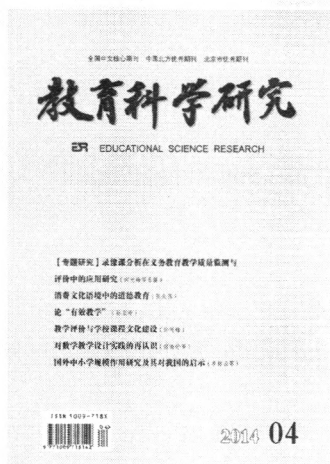 全国中文核心期刊 中国北方优秀期刊 北京市优秀期刊
教育科学研究
ESR EDUCATIONAL SCIENCE RESEARCH
【专题研究】录像课分析在义务教育教学质量监测与
评价中的应用研究
消费文化语境中的道德教育
论“有效教学”
教学评价与学校课程文化建设
对数学教学设计实践的再认识
国外中小学规模作用研究及其对我国的启示
ISSN 1009-718X
2014 04